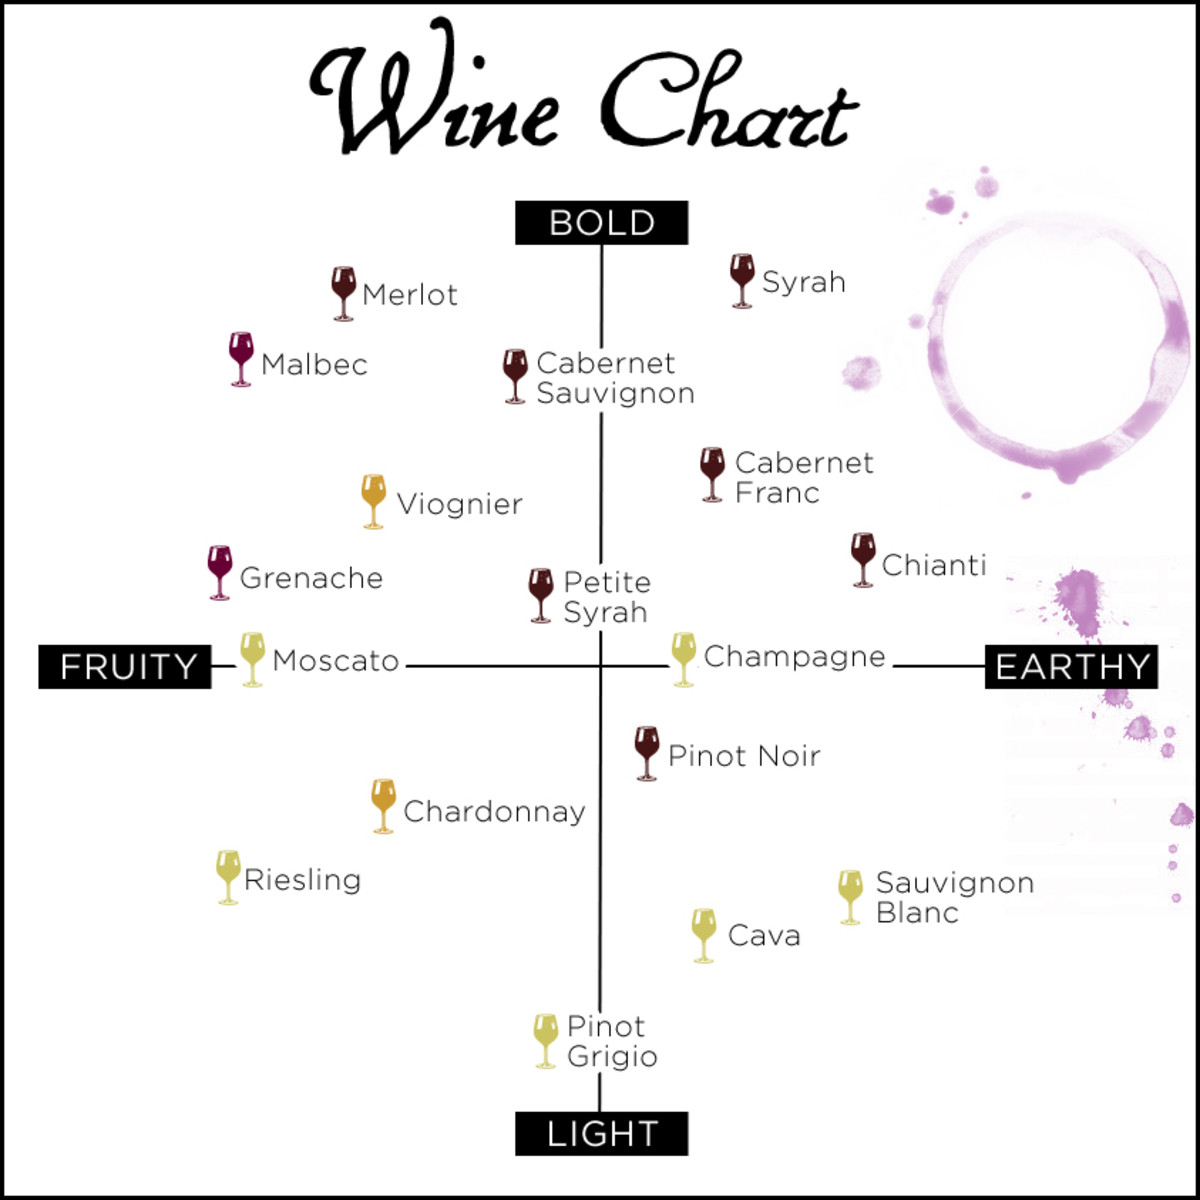 Wine Chart
BOLD
Syrah
Merlot
Malbec
Cabernet
Sauvignon
Cabernet
Franc
Viognier
Chianti
Grenache
Petite
Syrah
FRUITY
Moscato
Champagne
EARTHY
Pinot Noir
Chardonnay
Riesling
Sauvignon
Blanc
Cava
Pinot
Grigio
LIGHT